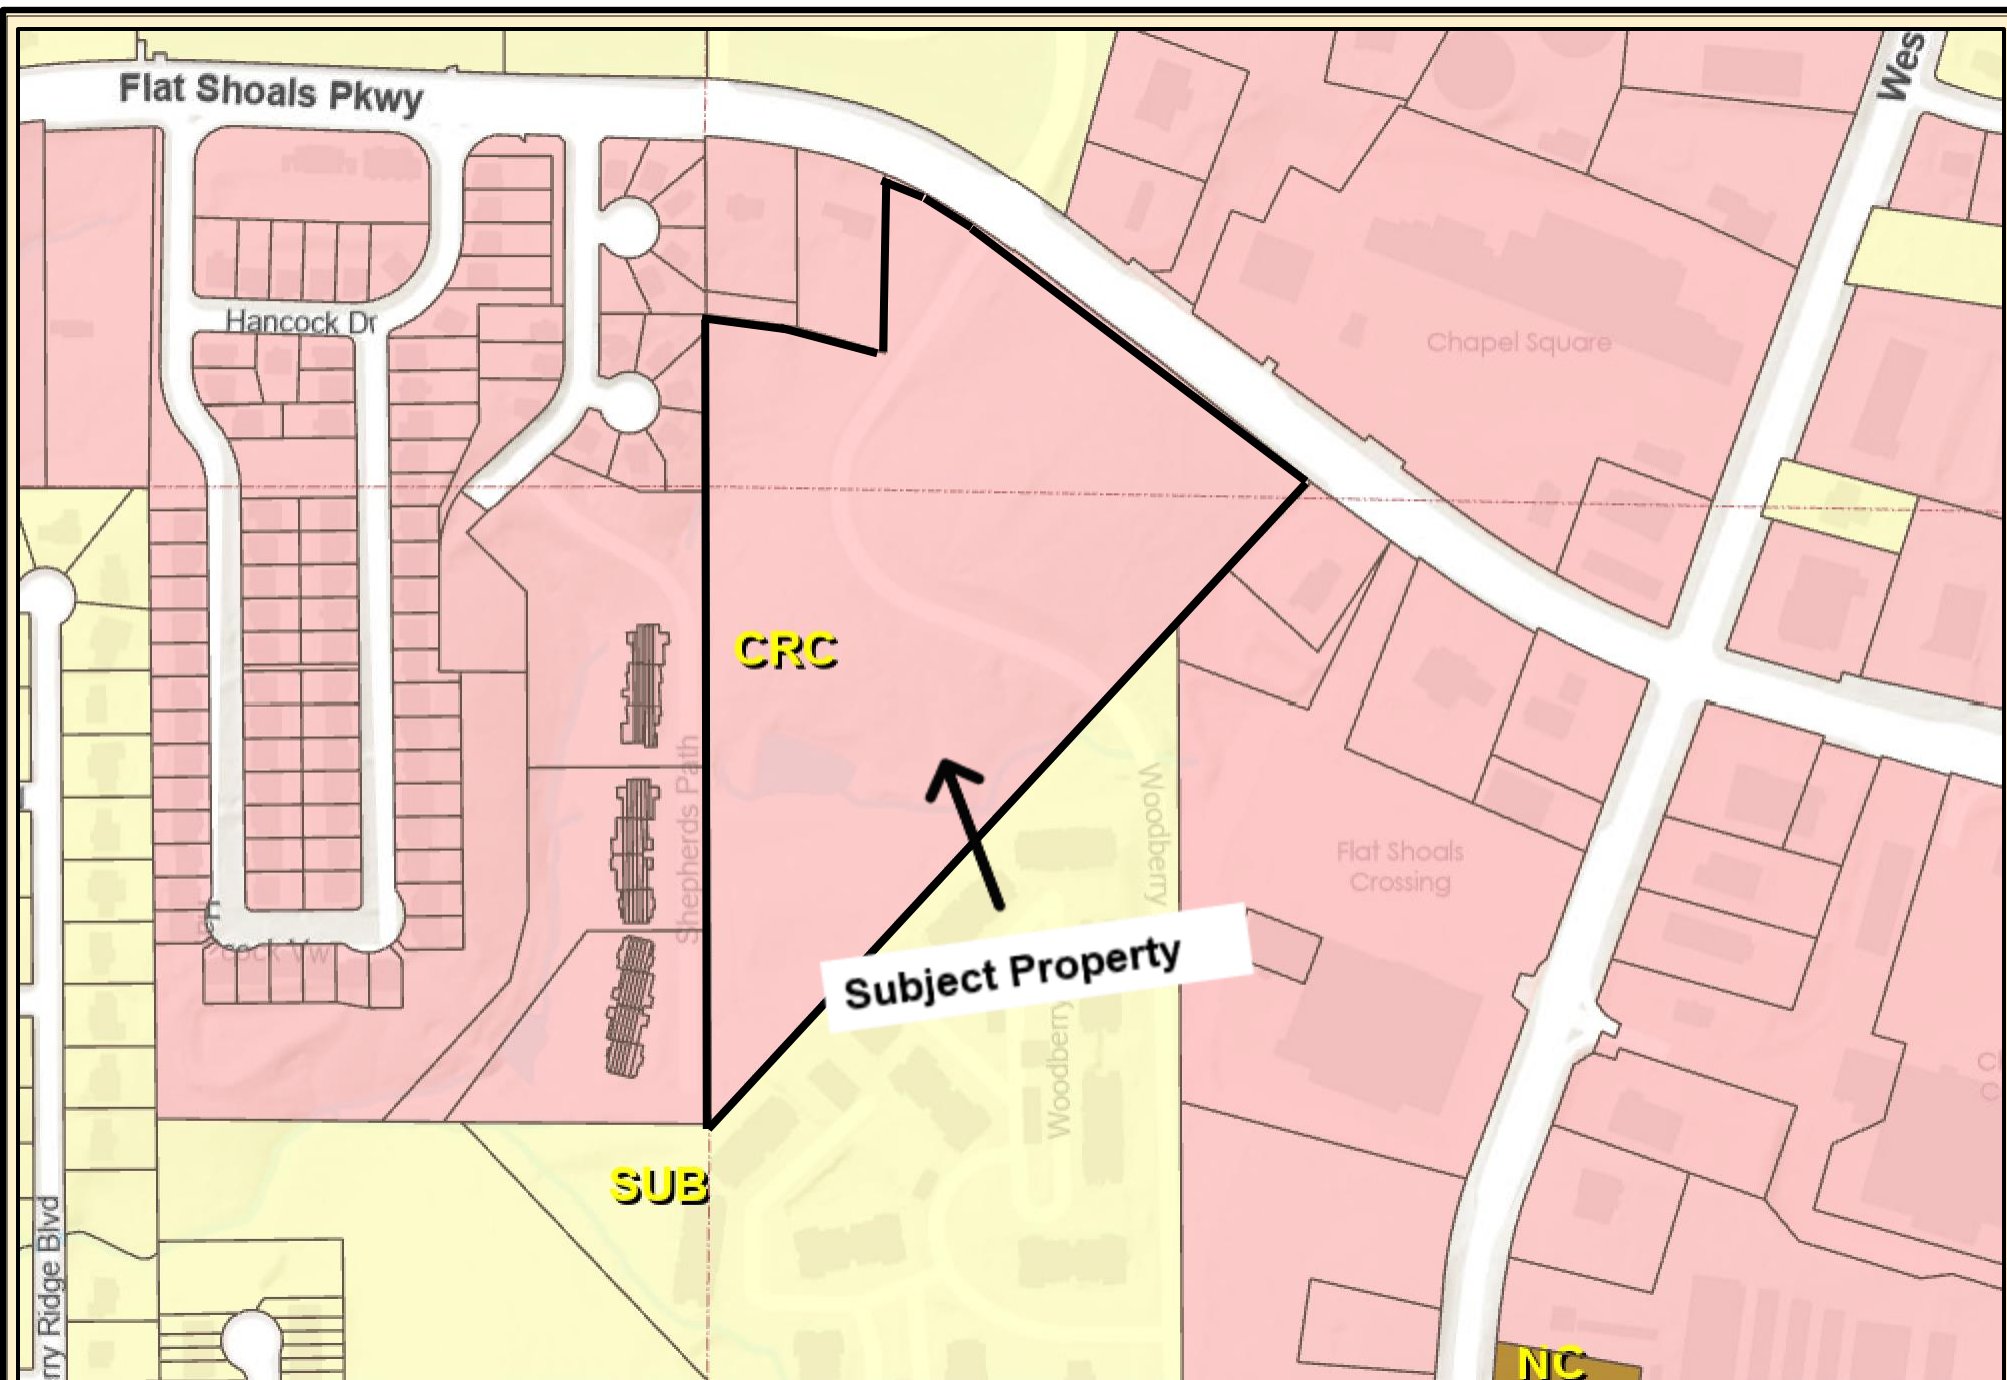 Flat Shoals Pkwy
Wes
Hancock Dr
Chapel Square
CRC
Shepherds Path
Woodberry
Flat Shoals
Crossing
Subject Property
Woodberry
SUB
rry Ridge Blvd
NC